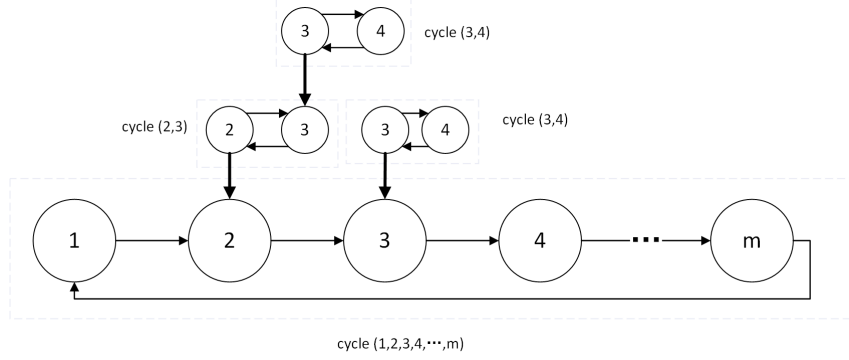 3 4 cycle (3,4)
cycle (2,3) 2 3 3 4 cycle (3,4)
1 2 3 4 ⋯ m
cycle (1,2,3,4,⋯,m)